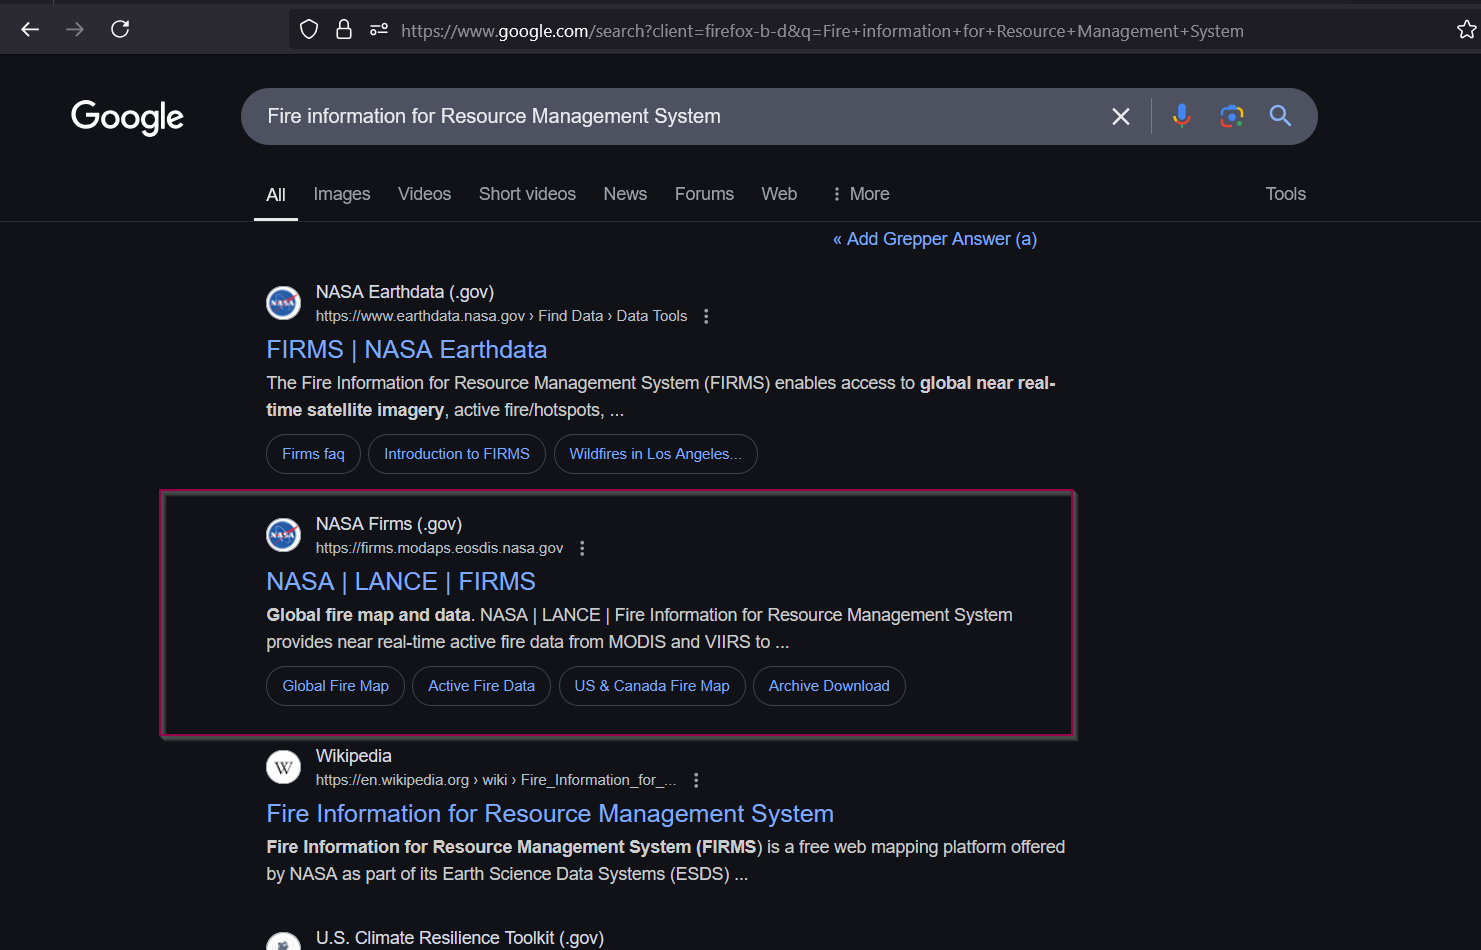 https://www.google.com/search?client=firefox-b-d&q=Fire+information+for+Resource+Management+System
Google
Fire information for Resource Management System
All Images Videos Short videos News Forums Web More Tools
« Add Grepper Answer (a)
NASA
NASA Earthdata (.gov)
https://www.earthdata.nasa.gov › Find Data › Data Tools
FIRMS | NASA Earthdata
The Fire Information for Resource Management System (FIRMS) enables access to global near real-
time satellite imagery, active fire/hotspots, ...
Firms faq Introduction to FIRMS Wildfires in Los Angeles...
NASA
NASA Firms (.gov)
https://firms.modaps.eosdis.nasa.gov
NASA | LANCE | FIRMS
Global fire map and data. NASA | LANCE | Fire Information for Resource Management System
provides near real-time active fire data from MODIS and VIIRS to ...
Global Fire Map Active Fire Data US & Canada Fire Map Archive Download
W
Wikipedia
https://en.wikipedia.org › wiki › Fire_Information_for_...
Fire Information for Resource Management System
Fire Information for Resource Management System (FIRMS) is a free web mapping platform offered
by NASA as part of its Earth Science Data Systems (ESDS) ...
U.S. Climate Resilience Toolkit (.gov)